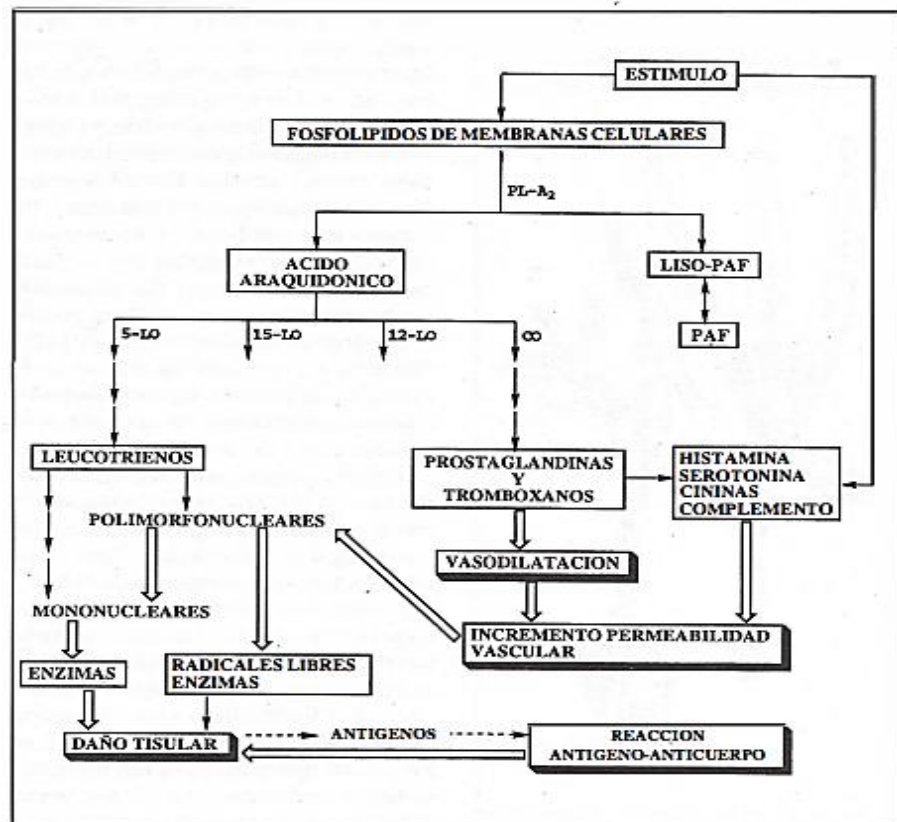 ESTIMULO
FOSFOLIPIDOS DE MEMBRANAS CELULARES
PL-A2
ACIDO
ARAQUIDONICO
LISO-PAF
PAF
5-LO
15-LO
12-LO
CO
LEUCOTRIENOS
PROSTAGLANDINAS
Y
TROMBOXANOS
HISTAMINA
SEROTONINA
CININAS
COMPLEMENTO
POLIMORFONUCLEARES
VASODILATACION
MONONUCLEARES
INCREMENTO PERMEABILIDAD
VASCULAR
ENZIMAS
RADICALES LIBRES
ENZIMAS
DAÑO TISULAR
ANTIGENOS
REACCION
ANTIGENO-ANTICUERPO